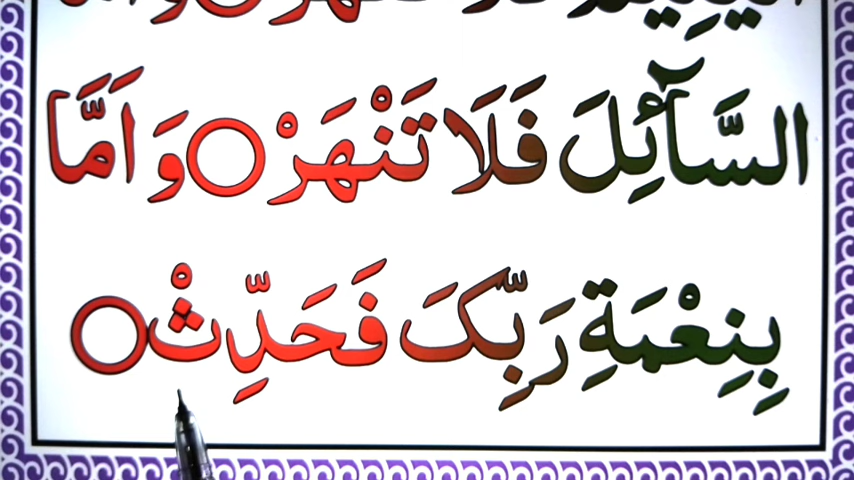 السَّآئِلَ فَلَا تَنْهَرْ ۝ وَاَمَّا
بِنِعْمَةِ رَبِّكَ فَحَدِّثْ ۝